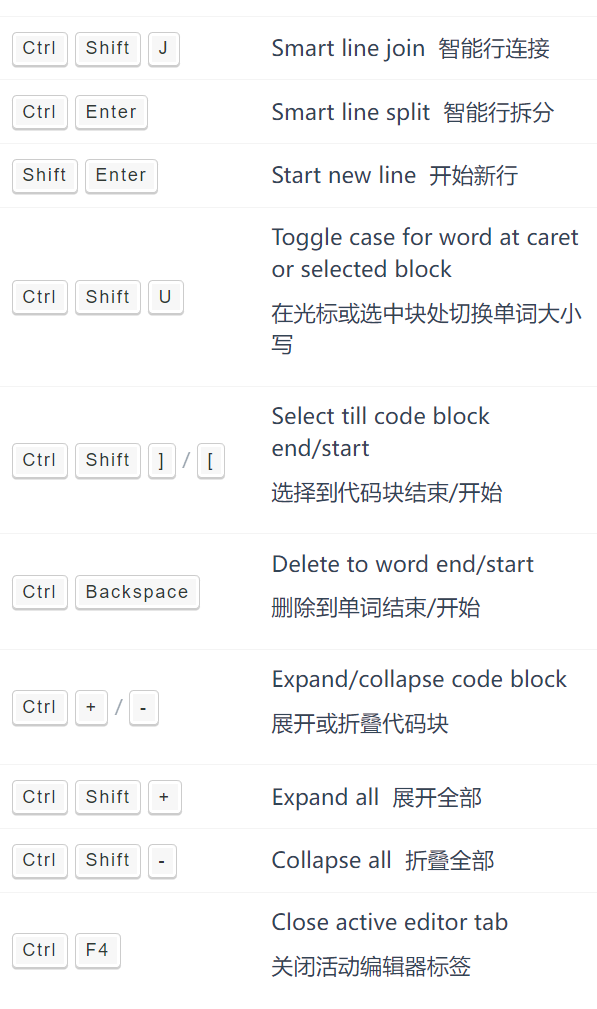 Ctrl Shift J Smart line join 智能行连接
Ctrl Enter Smart line split 智能行拆分
Shift Enter Start new line 开始新行
Ctrl Shift U Toggle case for word at caret
or selected block
在光标或选中块处切换单词大小
写
Ctrl Shift ] / [ Select till code block
end/start
选择到代码块结束/开始
Ctrl Backspace Delete to word end/start
删除到单词结束/开始
Ctrl + / - Expand/collapse code block
展开或折叠代码块
Ctrl Shift + Expand all 展开全部
Ctrl Shift - Collapse all 折叠全部
Ctrl F4 Close active editor tab
关闭活动编辑器标签